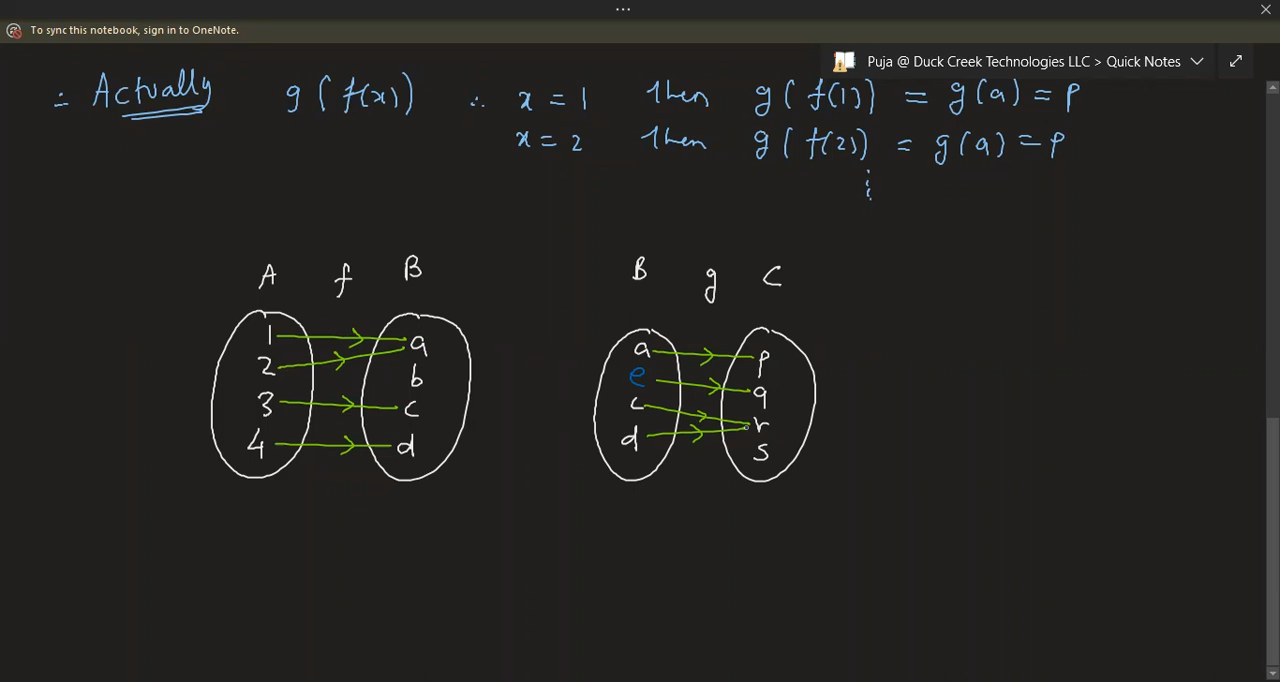 ...
To sync this notebook, sign in to OneNote.
Puja @ Duck Creek Technologies LLC > Quick Notes
∴ Actually g(f(x)) ∴ x = 1 then g(f(1)) = g(a) = p
x = 2 then g(f(2)) = g(a) = p
A f B B g C
1 a a p
2 b e q
3 c c r
4 d d s